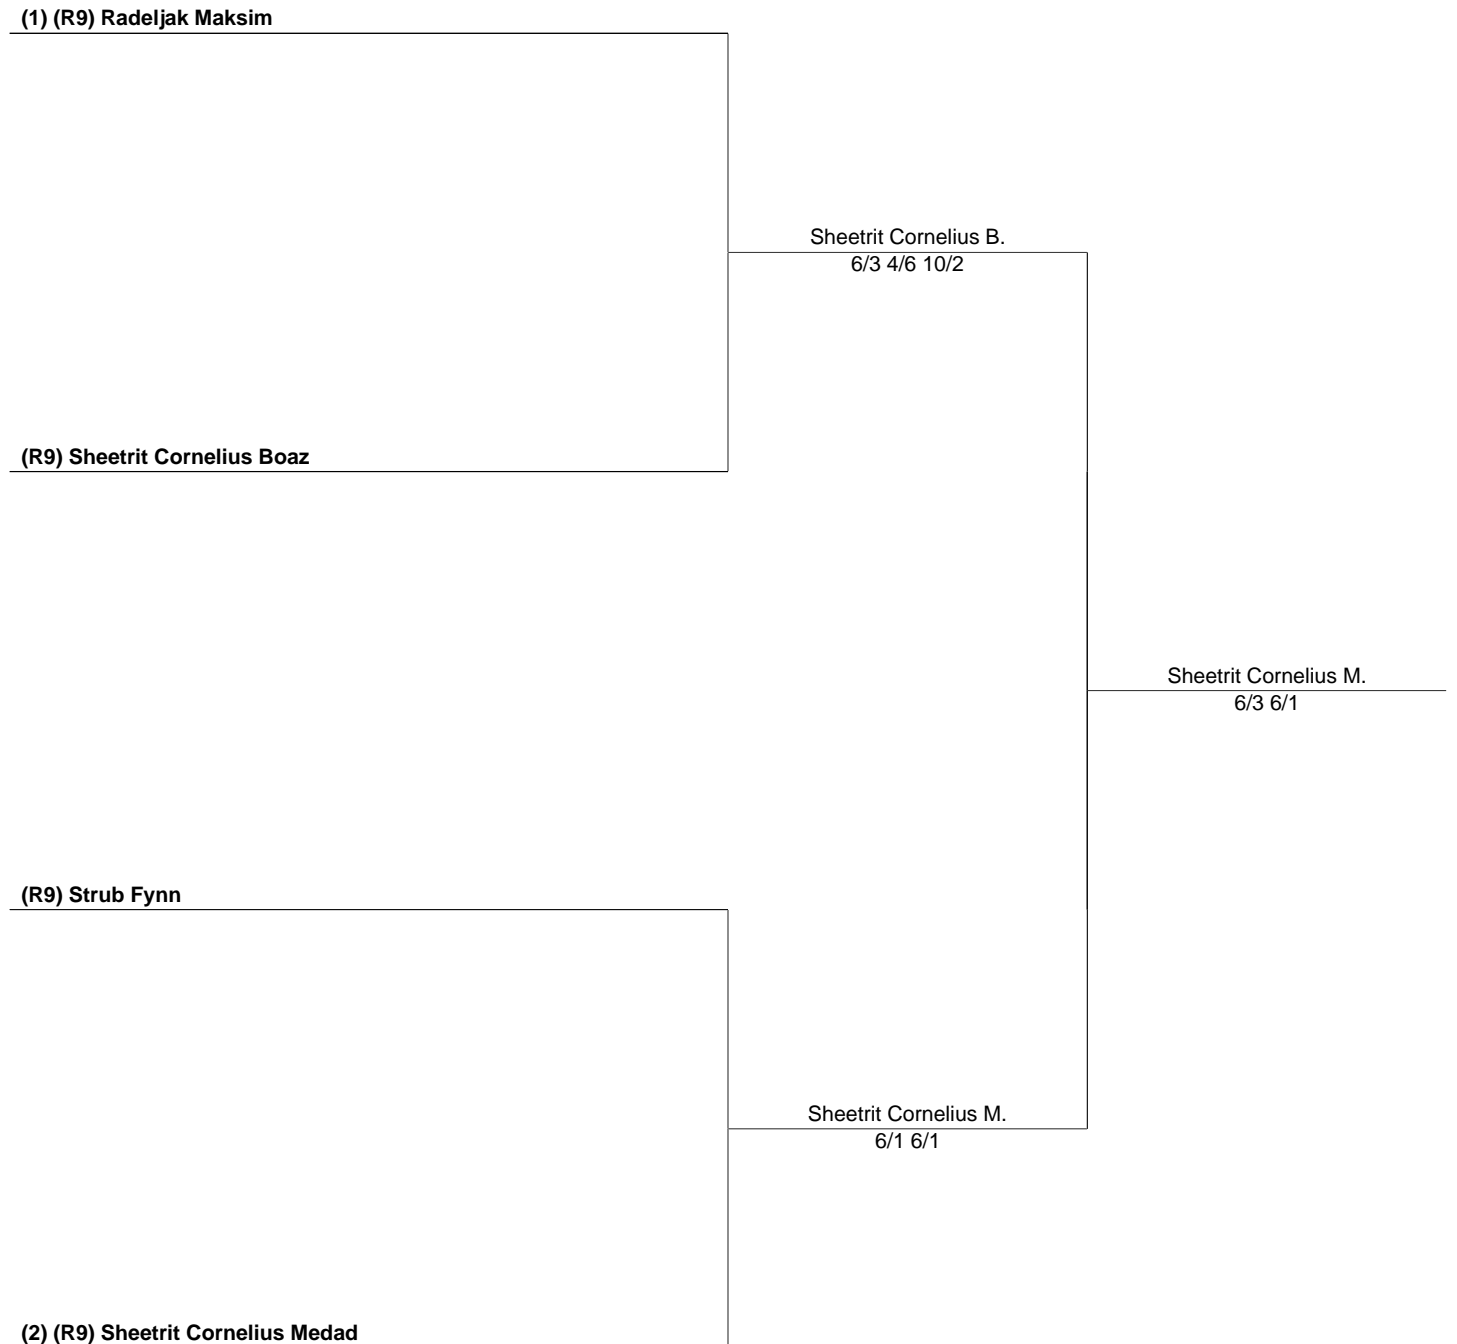 (1) (R9) Radeljak Maksim
Sheetrit Cornelius B.
6/3 4/6 10/2
(R9) Sheetrit Cornelius Boaz
Sheetrit Cornelius M.
6/3 6/1
(R9) Strub Fynn
Sheetrit Cornelius M.
6/1 6/1
(2) (R9) Sheetrit Cornelius Medad